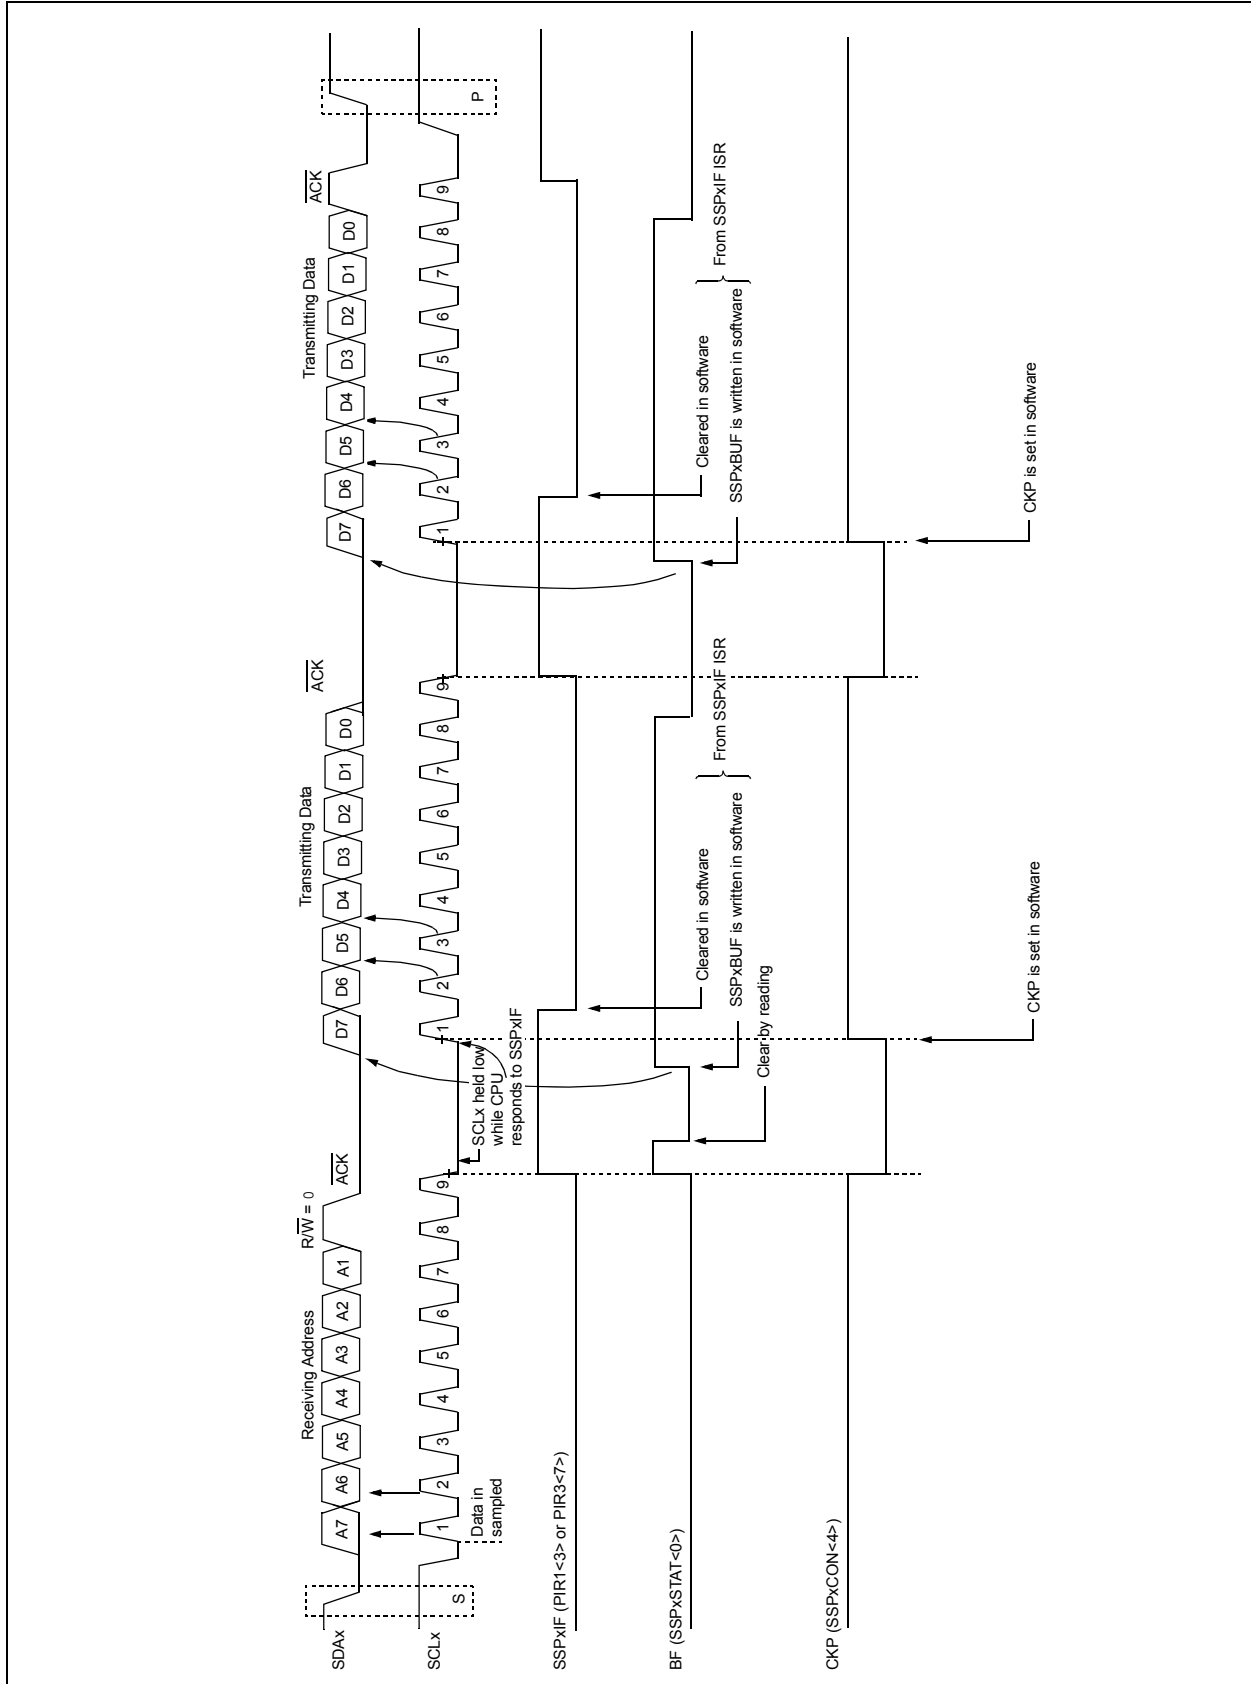 Receiving Address
R/W = 0
ACK
Transmitting Data
ACK
Transmitting Data
ACK
SDAx
A7
A6
A5
A4
A3
A2
A1
D7
D6
D5
D4
D3
D2
D1
D0
D7
D6
D5
D4
D3
D2
D1
D0
SCLx
S
1
2
3
4
5
6
7
8
9
1
2
3
4
5
6
7
8
9
1
2
3
4
5
6
7
8
9
P
Data in
sampled
SCLx held low
while CPU
responds to SSPxIF
SSPxIF (PIR1<3> or PIR3<7>)
BF (SSPxSTAT<0>)
Cleared in software
From SSPxIF ISR
SSPxBUF is written in software
Clear by reading
Cleared in software
From SSPxIF ISR
SSPxBUF is written in software
CKP (SSPxCON<4>)
CKP is set in software
CKP is set in software